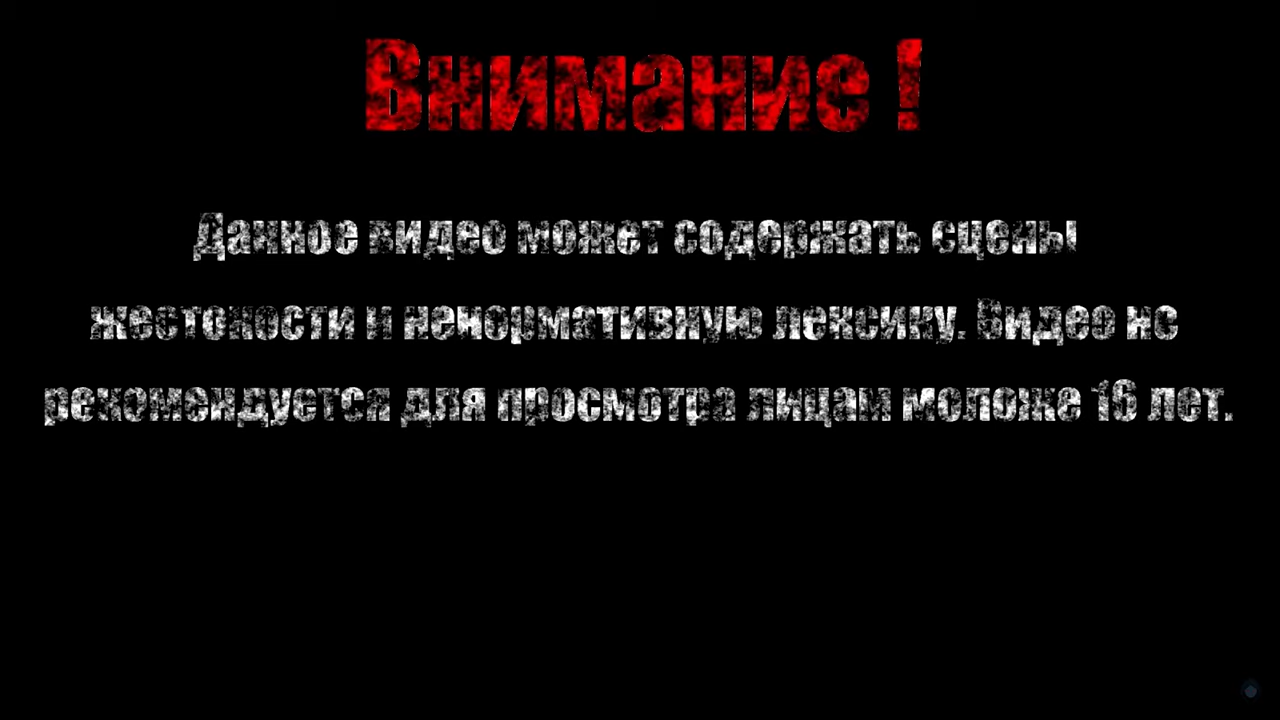 Внимание !
Данное видео может содержать сцены
жестокости и ненормативную лексику. Видео не
рекомендуется для просмотра лицам моложе 16 лет.